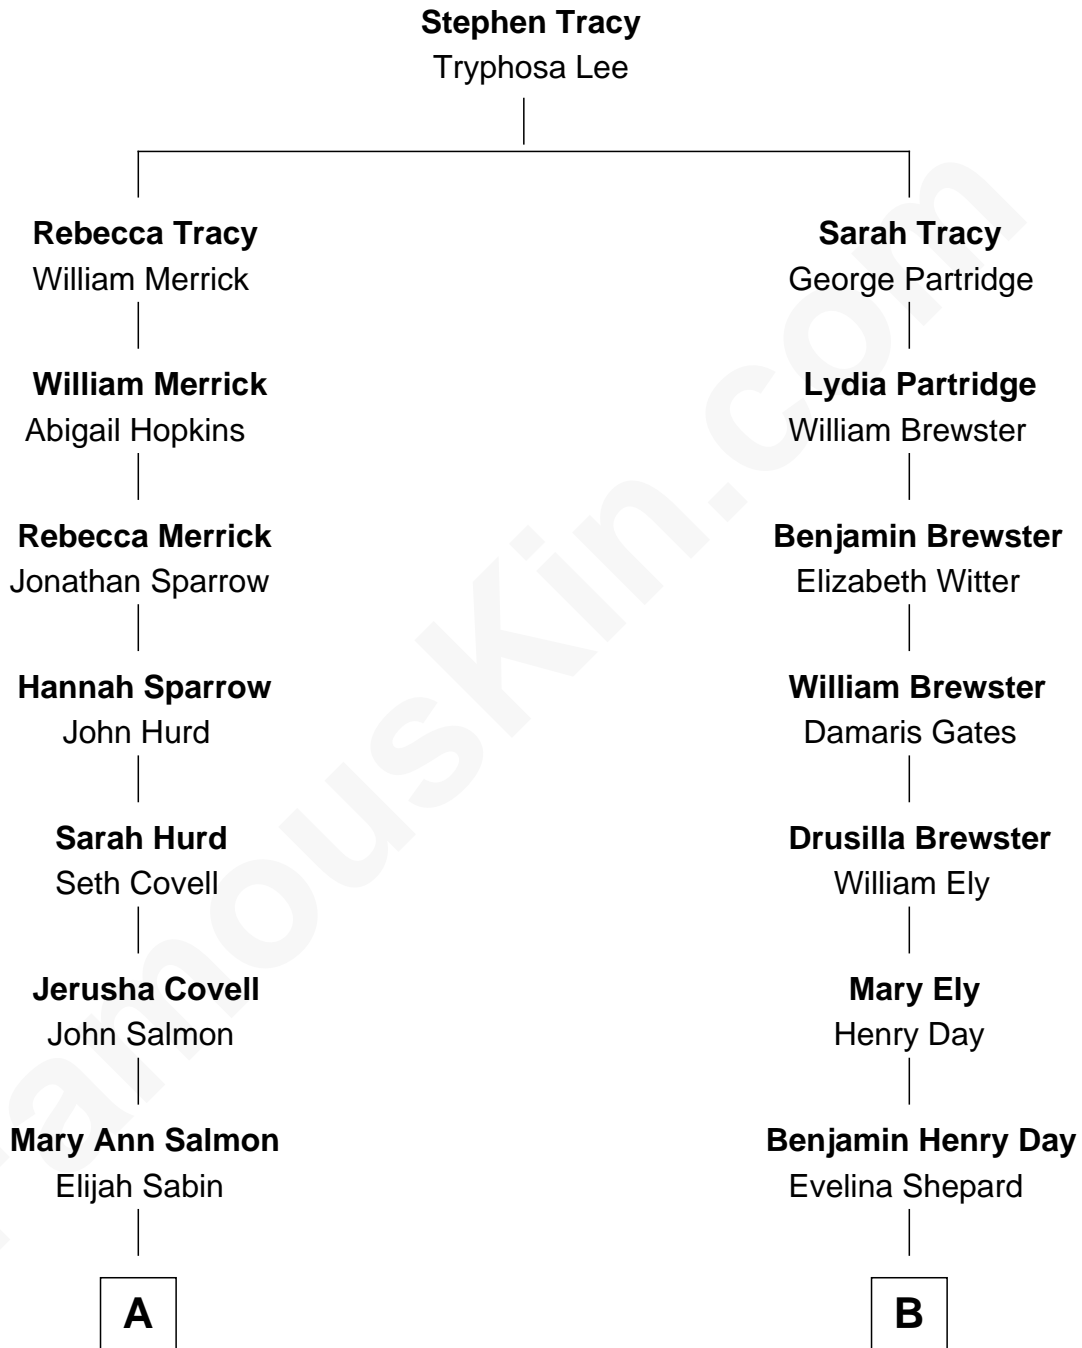 Stephen Tracy
Tryphosa Lee
Rebecca Tracy
William Merrick
Sarah Tracy
George Partridge
William Merrick
Abigail Hopkins
Lydia Partridge
William Brewster
Rebecca Merrick
Jonathan Sparrow
Benjamin Brewster
Elizabeth Witter
Hannah Sparrow
John Hurd
William Brewster
Damaris Gates
Sarah Hurd
Seth Covell
Drusilla Brewster
William Ely
Jerusha Covell
John Salmon
Mary Ely
Henry Day
Mary Ann Salmon
Elijah Sabin
Benjamin Henry Day
Evelina Shepard
A
B
FamousKin.com